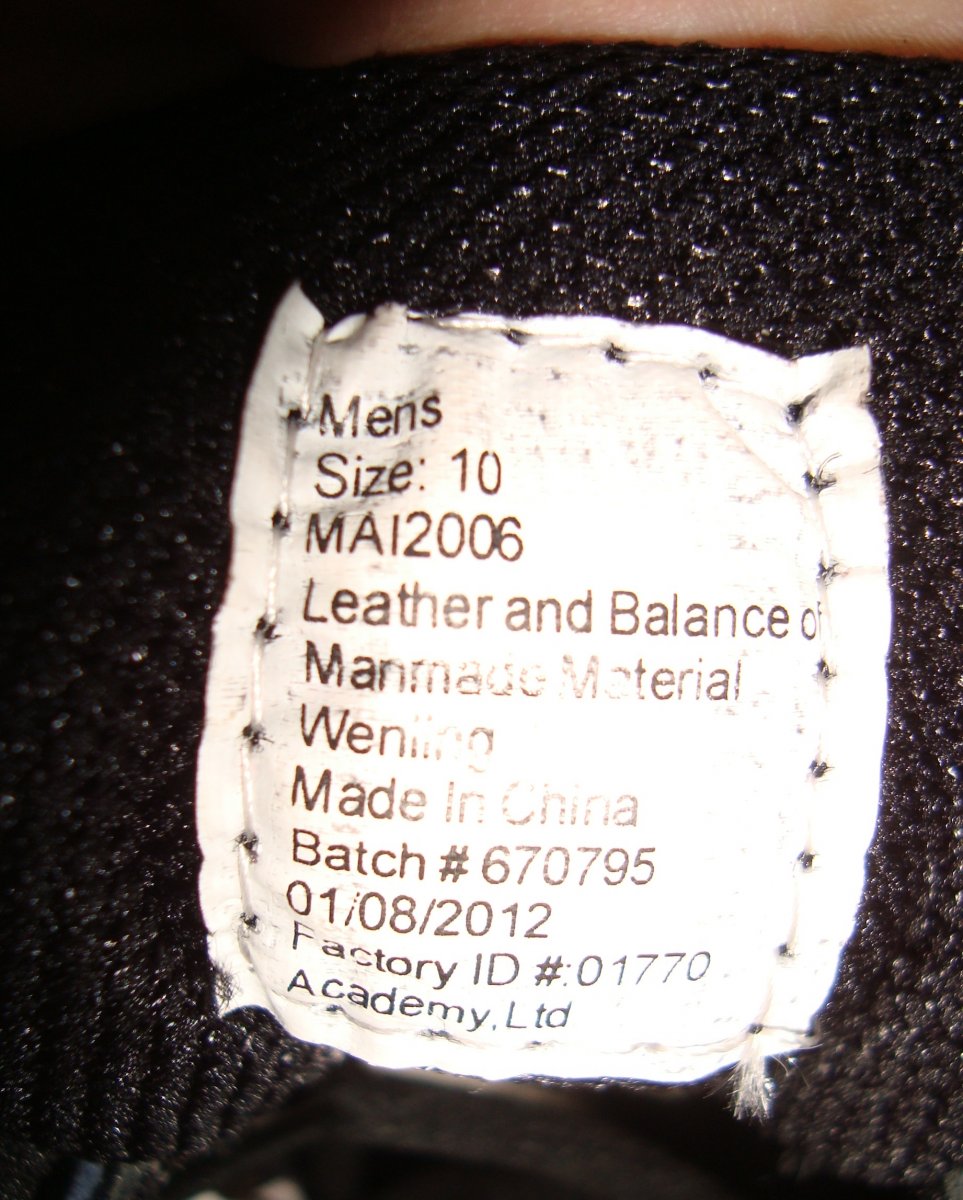 Mens
Size: 10
MAI2006
Leather and Balance of
Manmade Material
Made In China
Batch # 670795
01/08/2012
Factory ID #:01770
Academy,Ltd